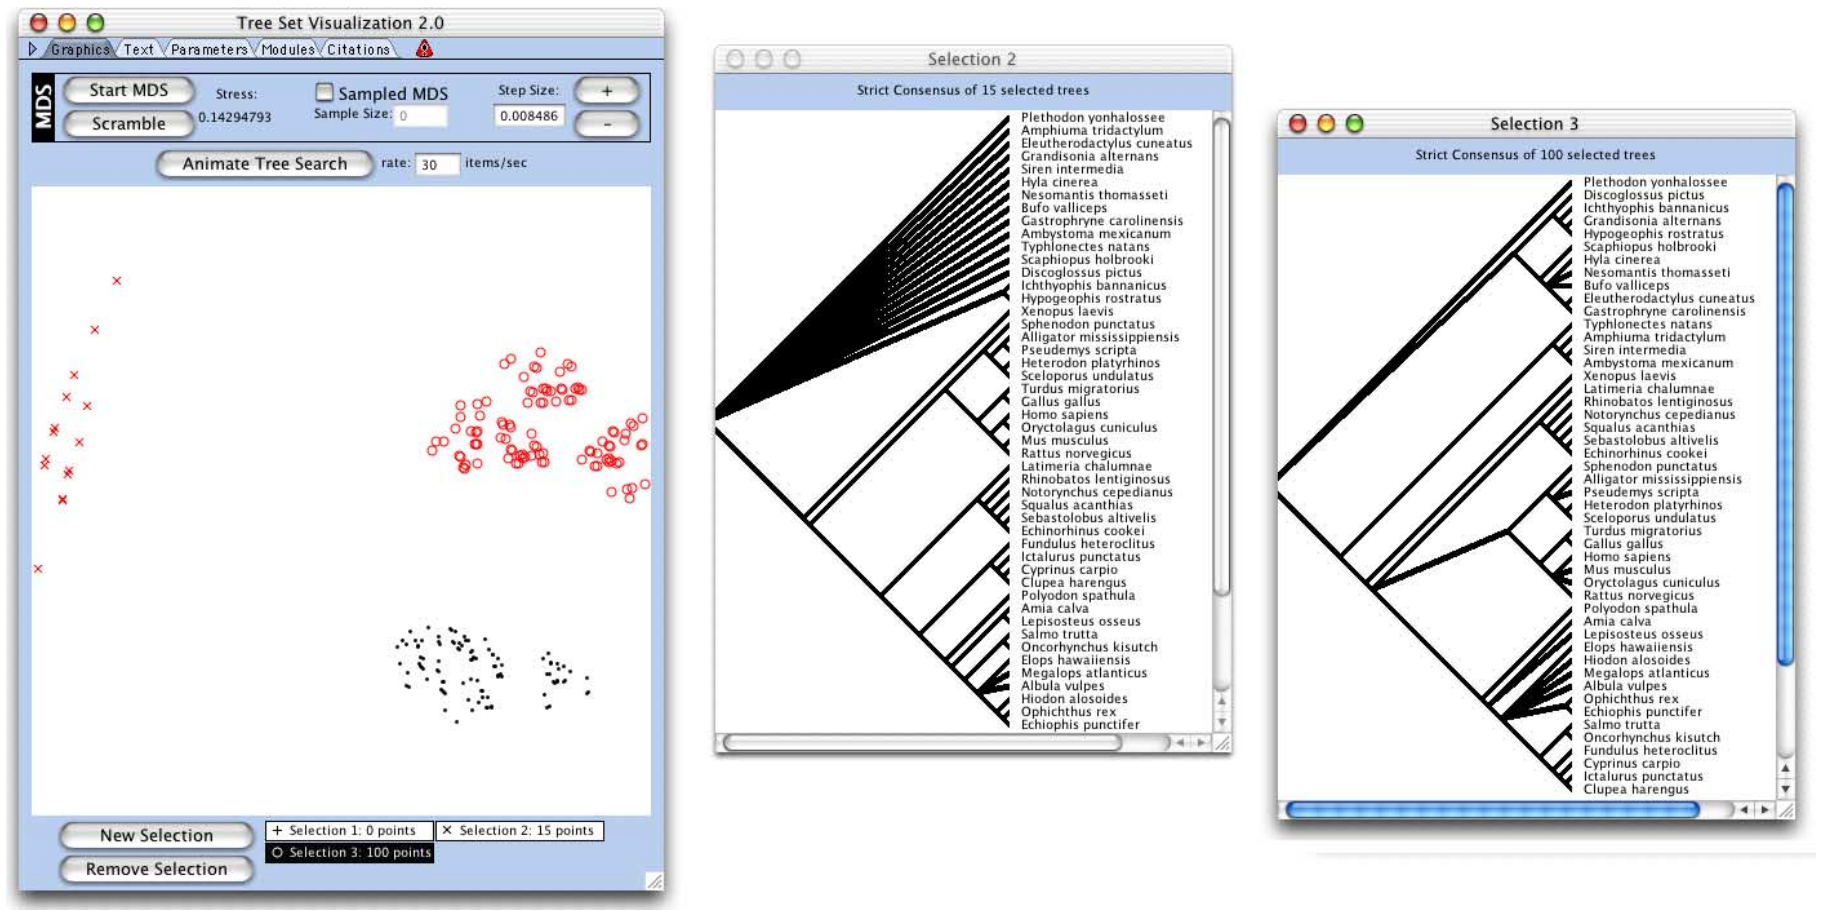 Tree Set Visualization 2.0
Graphics Text Parameters Modules Citations
MDS
Start MDS
Scramble
Stress:
0.14294793
Sampled MDS
Sample Size: 0
Step Size:
0.008486
+
-
Animate Tree Search rate: 30 items/sec
New Selection
Remove Selection
+ Selection 1: 0 points
× Selection 2: 15 points
O Selection 3: 100 points
Selection 2
Strict Consensus of 15 selected trees
Plethodon yonhalossee
Amphiuma tridactylum
Eleutherodactylus cuneatus
Grandisonia alternans
Siren intermedia
Hyla cinerea
Nesomantis thomasseti
Bufo valliceps
Gastrophryne carolinensis
Ambystoma mexicanum
Typhlonectes natans
Scaphiopus holbrooki
Discoglossus pictus
Ichthyophis bannanicus
Hypogeophis rostratus
Xenopus laevis
Sphenodon punctatus
Alligator mississippiensis
Pseudemys scripta
Heterodon platyrhinos
Sceloporus undulatus
Turdus migratorius
Gallus gallus
Homo sapiens
Oryctolagus cuniculus
Mus musculus
Rattus norvegicus
Latimeria chalumnae
Rhinobatos lentiginosus
Notorynchus cepedianus
Squalus acanthias
Sebastolobus altivelis
Echinorhinus cookei
Fundulus heteroclitus
Ictalurus punctatus
Cyprinus carpio
Clupea harengus
Polyodon spathula
Amia calva
Lepisosteus osseus
Salmo trutta
Oncorhynchus kisutch
Elops hawaiiensis
Megalops atlanticus
Albula vulpes
Hiodon alosoides
Ophichthus rex
Echiophis punctifer
Selection 3
Strict Consensus of 100 selected trees
Plethodon yonhalossee
Discoglossus pictus
Ichthyophis bannanicus
Grandisonia alternans
Hypogeophis rostratus
Scaphiopus holbrooki
Hyla cinerea
Nesomantis thomasseti
Bufo valliceps
Eleutherodactylus cuneatus
Gastrophryne carolinensis
Typhlonectes natans
Amphiuma tridactylum
Siren intermedia
Ambystoma mexicanum
Xenopus laevis
Latimeria chalumnae
Rhinobatos lentiginosus
Notorynchus cepedianus
Squalus acanthias
Sebastolobus altivelis
Echinorhinus cookei
Sphenodon punctatus
Alligator mississippiensis
Pseudemys scripta
Heterodon platyrhinos
Sceloporus undulatus
Turdus migratorius
Gallus gallus
Homo sapiens
Mus musculus
Oryctolagus cuniculus
Rattus norvegicus
Polyodon spathula
Amia calva
Lepisosteus osseus
Elops hawaiiensis
Hiodon alosoides
Megalops atlanticus
Albula vulpes
Ophichthus rex
Echiophis punctifer
Salmo trutta
Oncorhynchus kisutch
Fundulus heteroclitus
Cyprinus carpio
Ictalurus punctatus
Clupea harengus